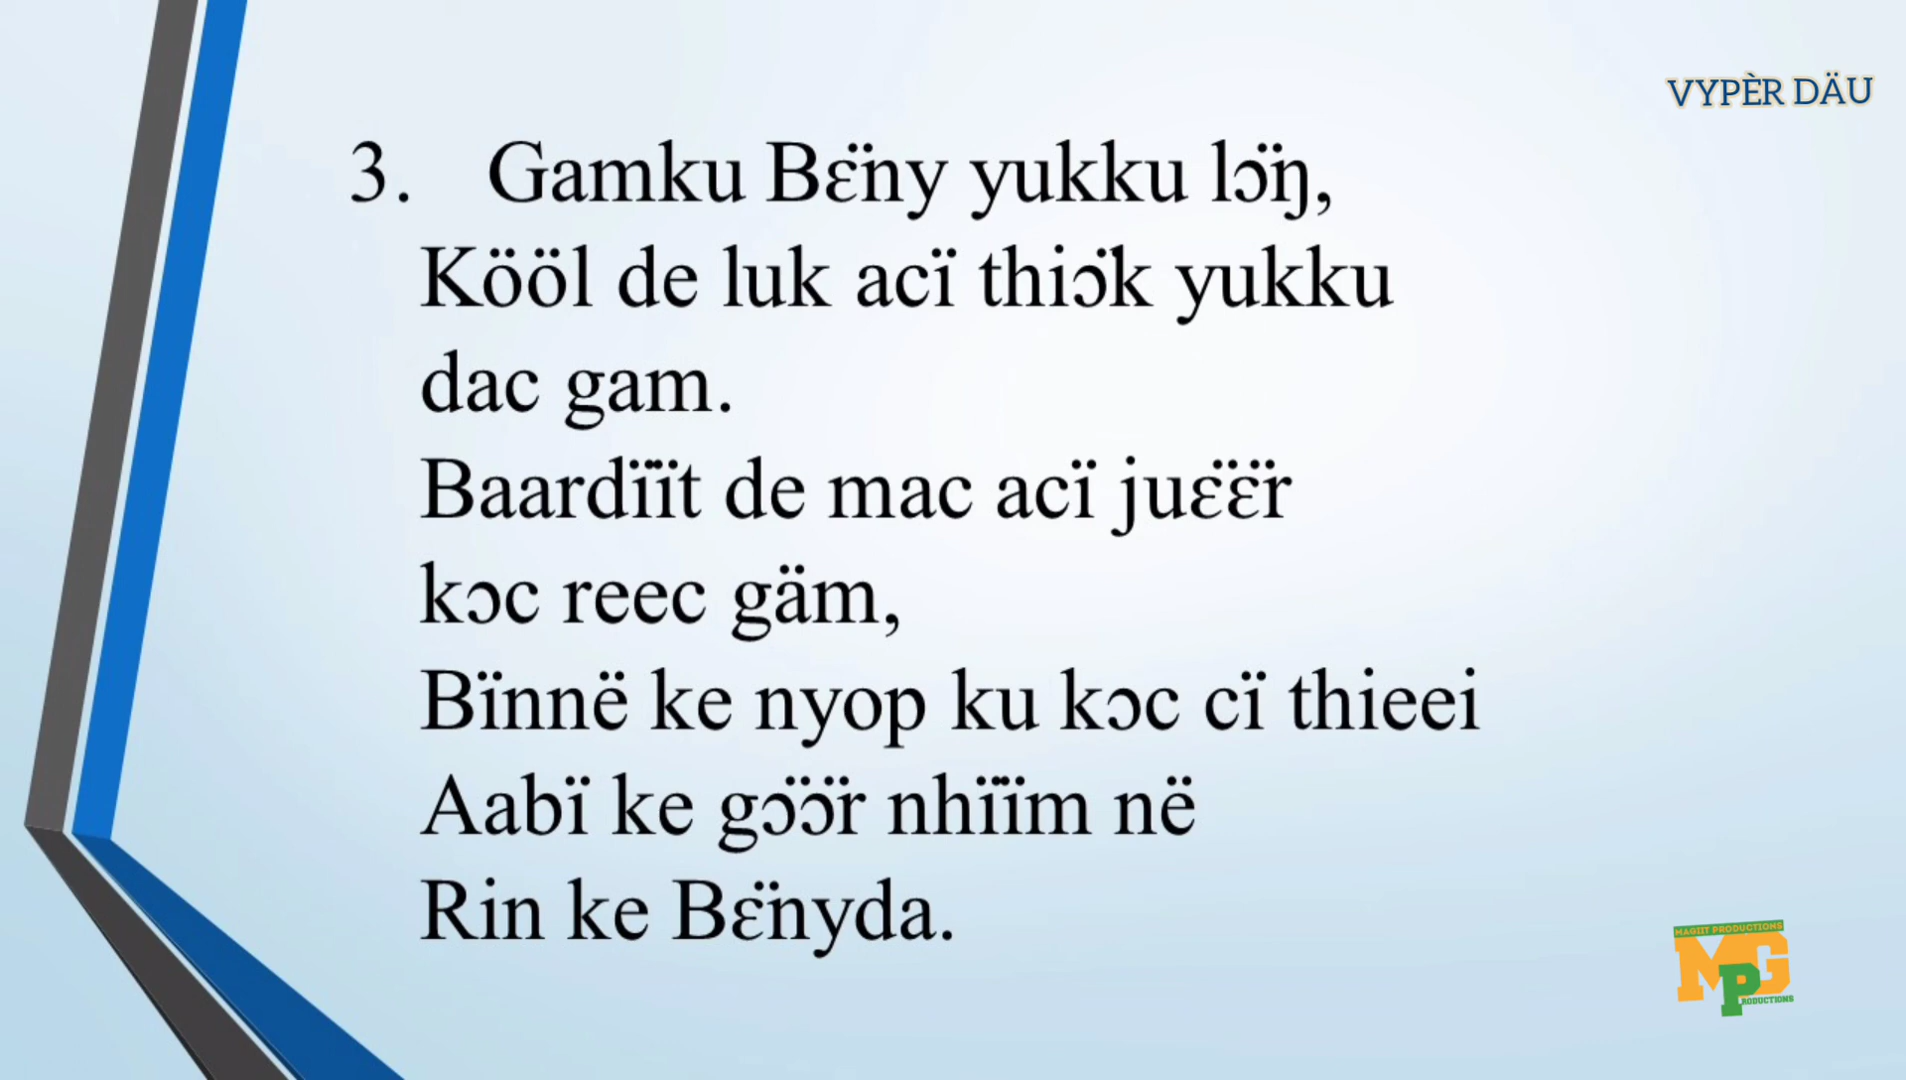 VYPÈR DÄU
3. Gamku Bɛ̈ny yukku lɔ̈ŋ,
Kööl de luk acï thiɔ̈k yukku
dac gam.
Baardïït de mac acï juɛ̈ɛ̈r
kɔc reec gäm,
Bïnnë ke nyop ku kɔc cï thieei
Aabï ke gɔ̈ɔ̈r nhïïm në
Rin ke Bɛ̈nyda.
MAGIIT PRODUCTIONS
MPG
PRODUCTIONS